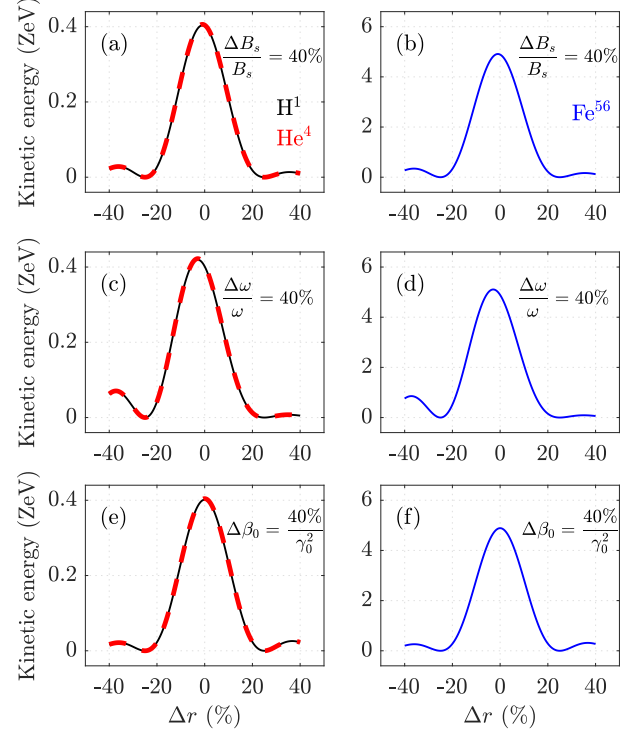 Kinetic energy (ZeV)
0.4
0.2
0
(a)
ΔB_s/B_s = 40%
H^1
He^4
-40 -20 0 20 40
6
4
2
0
(b)
ΔB_s/B_s = 40%
Fe^56
-40 -20 0 20 40
Kinetic energy (ZeV)
0.4
0.2
0
(c)
Δω/ω = 40%
-40 -20 0 20 40
6
4
2
0
(d)
Δω/ω = 40%
-40 -20 0 20 40
Kinetic energy (ZeV)
0.4
0.2
0
(e)
Δβ_0 = 40%/γ_0^2
-40 -20 0 20 40
Δr (%)
6
4
2
0
(f)
Δβ_0 = 40%/γ_0^2
-40 -20 0 20 40
Δr (%)